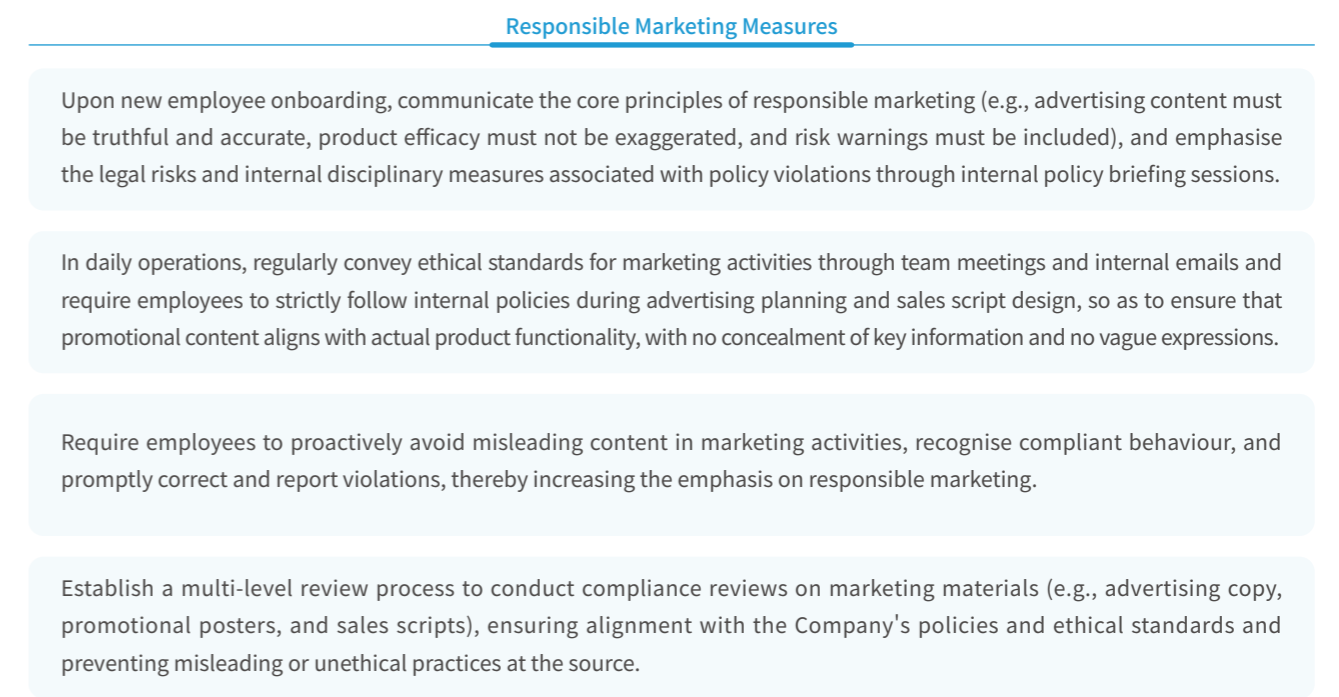 Responsible Marketing Measures
Upon new employee onboarding, communicate the core principles of responsible marketing (e.g., advertising content must
be truthful and accurate, product efficacy must not be exaggerated, and risk warnings must be included), and emphasise
the legal risks and internal disciplinary measures associated with policy violations through internal policy briefing sessions.
In daily operations, regularly convey ethical standards for marketing activities through team meetings and internal emails and
require employees to strictly follow internal policies during advertising planning and sales script design, so as to ensure that
promotional content aligns with actual product functionality, with no concealment of key information and no vague expressions.
Require employees to proactively avoid misleading content in marketing activities, recognise compliant behaviour, and
promptly correct and report violations, thereby increasing the emphasis on responsible marketing.
Establish a multi-level review process to conduct compliance reviews on marketing materials (e.g., advertising copy,
promotional posters, and sales scripts), ensuring alignment with the Company's policies and ethical standards and
preventing misleading or unethical practices at the source.